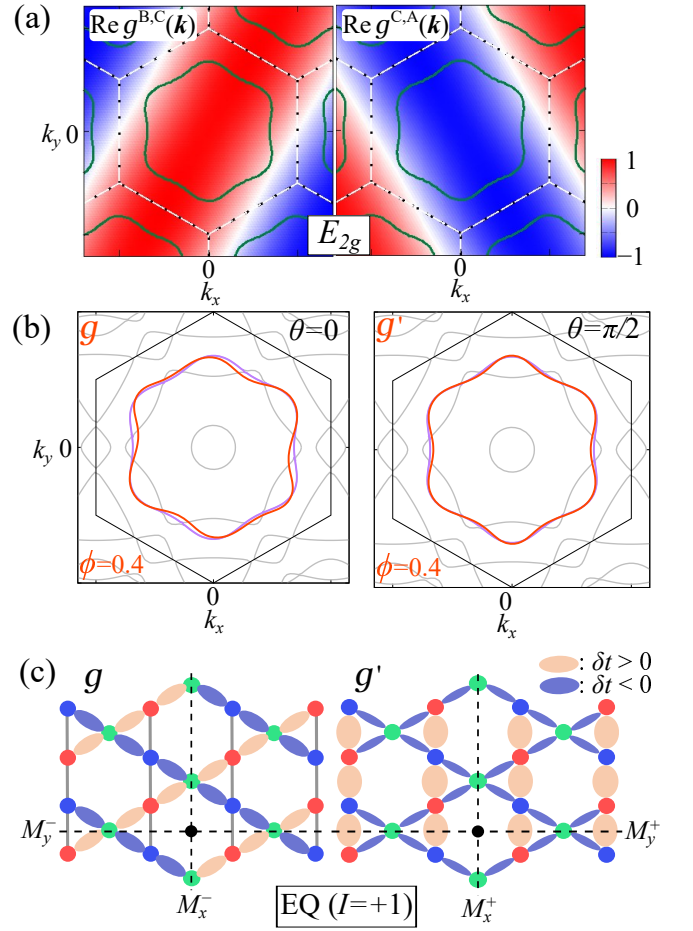 (a)
Re g^{B,C}(k)
Re g^{C,A}(k)
k_y 0
1
0
−1
E_{2g}
0
0
k_x
k_x
(b)
g
θ=0
g'
θ=π/2
k_y 0
ϕ=0.4
ϕ=0.4
0
0
k_x
k_x
(c)
g
g'
: δt > 0
: δt < 0
M_y^-
M_y^+
M_x^-
EQ (I=+1)
M_x^+